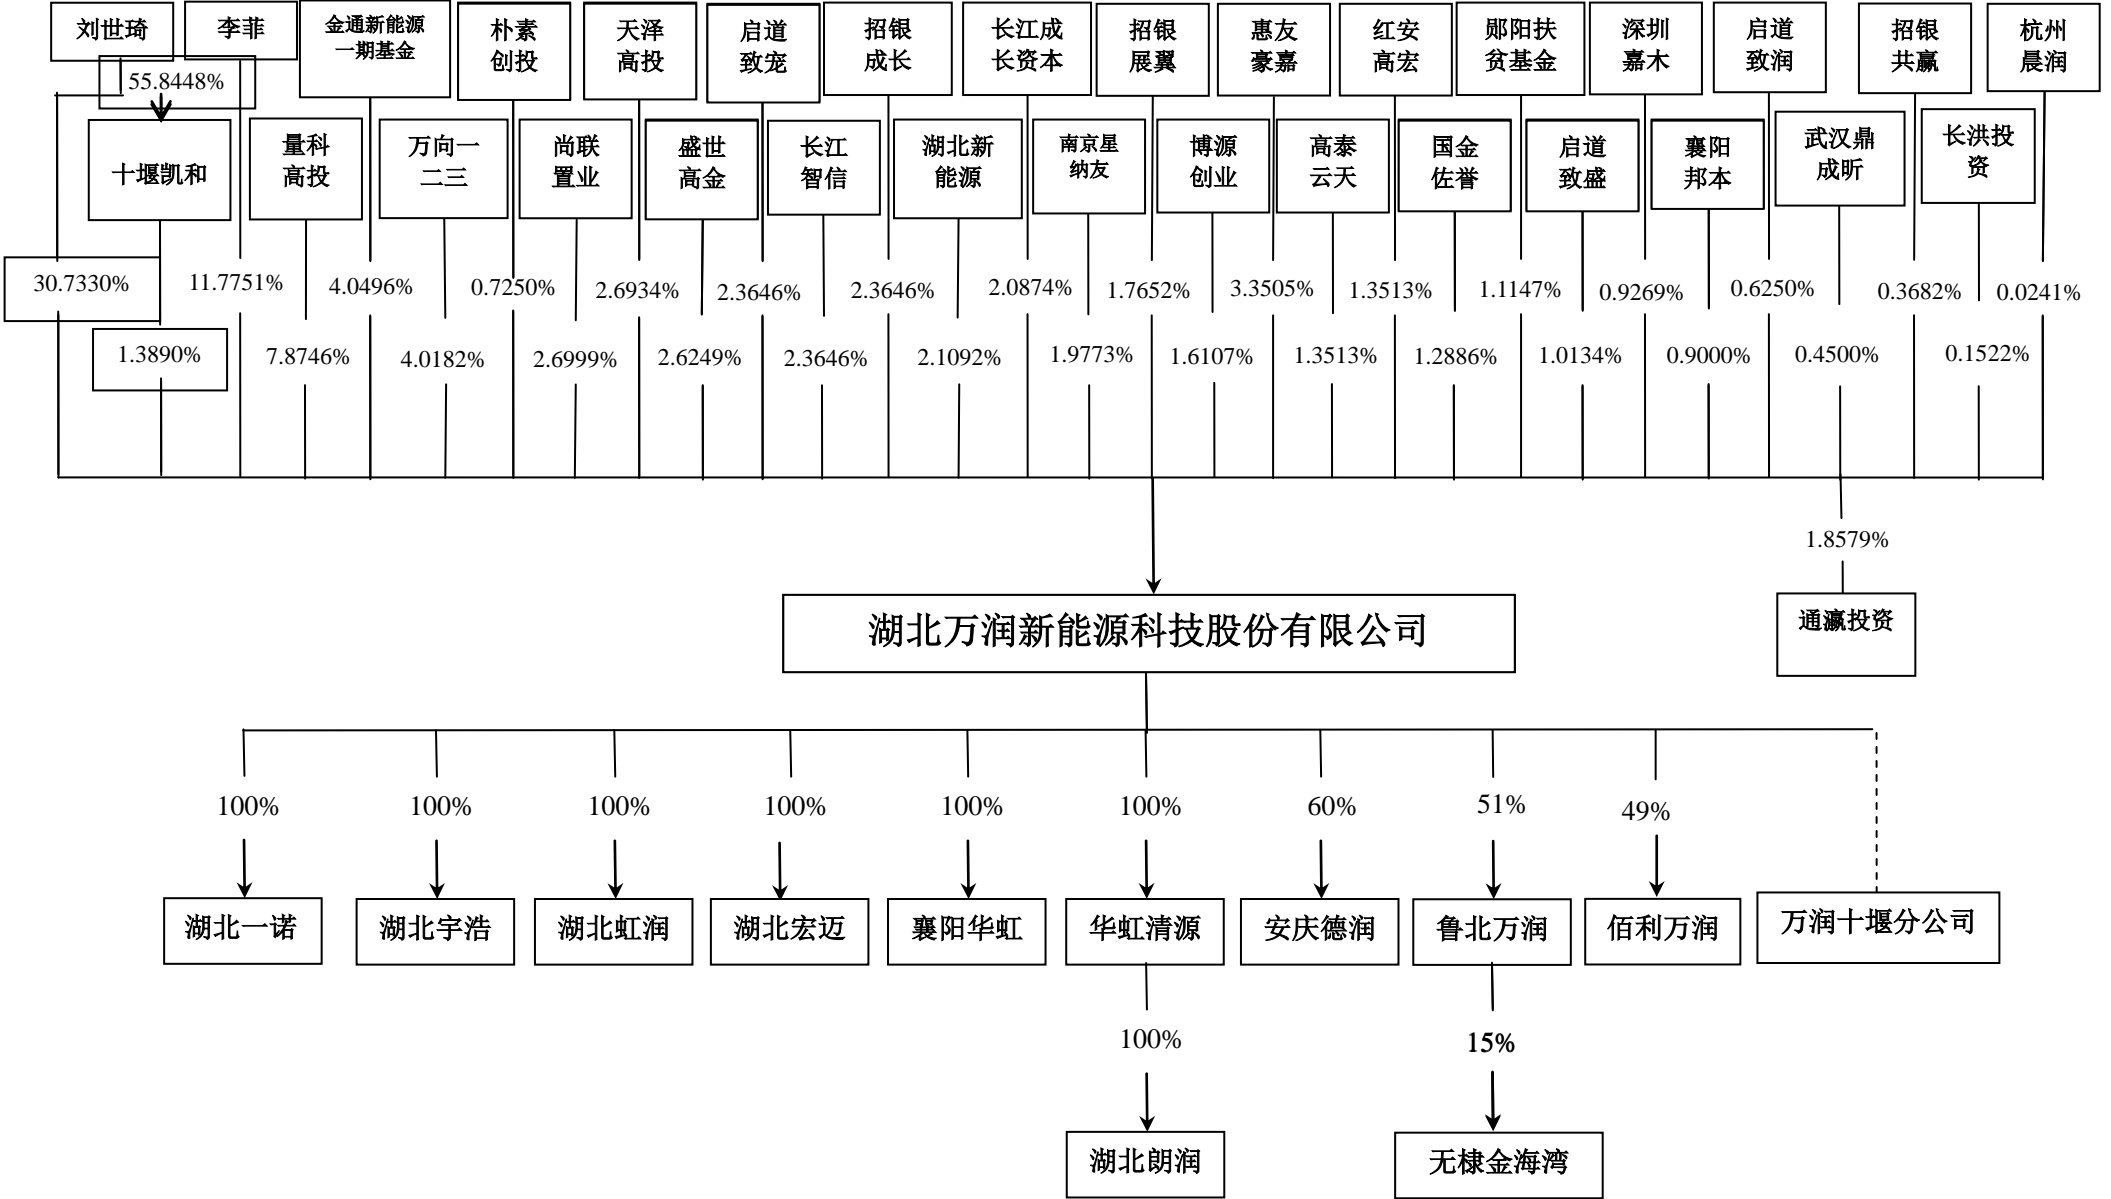 刘世琦
李菲
金通新能源
一期基金
朴素
创投
天泽
高投
启道
致宠
招银
成长
长江成
长资本
招银
展翼
惠友
豪嘉
红安
高宏
郧阳扶
贫基金
深圳
嘉木
启道
致润
招银
共赢
杭州
晨润
55.8448%
十堰凯和
量科
高投
万向一
二三
尚联
置业
盛世
高金
长江
智信
湖北新
能源
南京星
纳友
博源
创业
高泰
云天
国金
佐誉
启道
致盛
襄阳
邦本
武汉鼎
成昕
长洪投
资
30.7330%
11.7751%
4.0496%
0.7250%
2.6934%
2.3646%
2.3646%
2.0874%
1.7652%
3.3505%
1.3513%
1.1147%
0.9269%
0.6250%
0.3682%
0.0241%
1.3890%
7.8746%
4.0182%
2.6999%
2.6249%
2.3646%
2.1092%
1.9773%
1.6107%
1.3513%
1.2886%
1.0134%
0.9000%
0.4500%
0.1522%
1.8579%
湖北万润新能源科技股份有限公司
通瀛投资
100%
100%
100%
100%
100%
100%
60%
51%
49%
湖北一诺
湖北宇浩
湖北虹润
湖北宏迈
襄阳华虹
华虹清源
安庆德润
鲁北万润
佰利万润
万润十堰分公司
100%
15%
湖北朗润
无棣金海湾